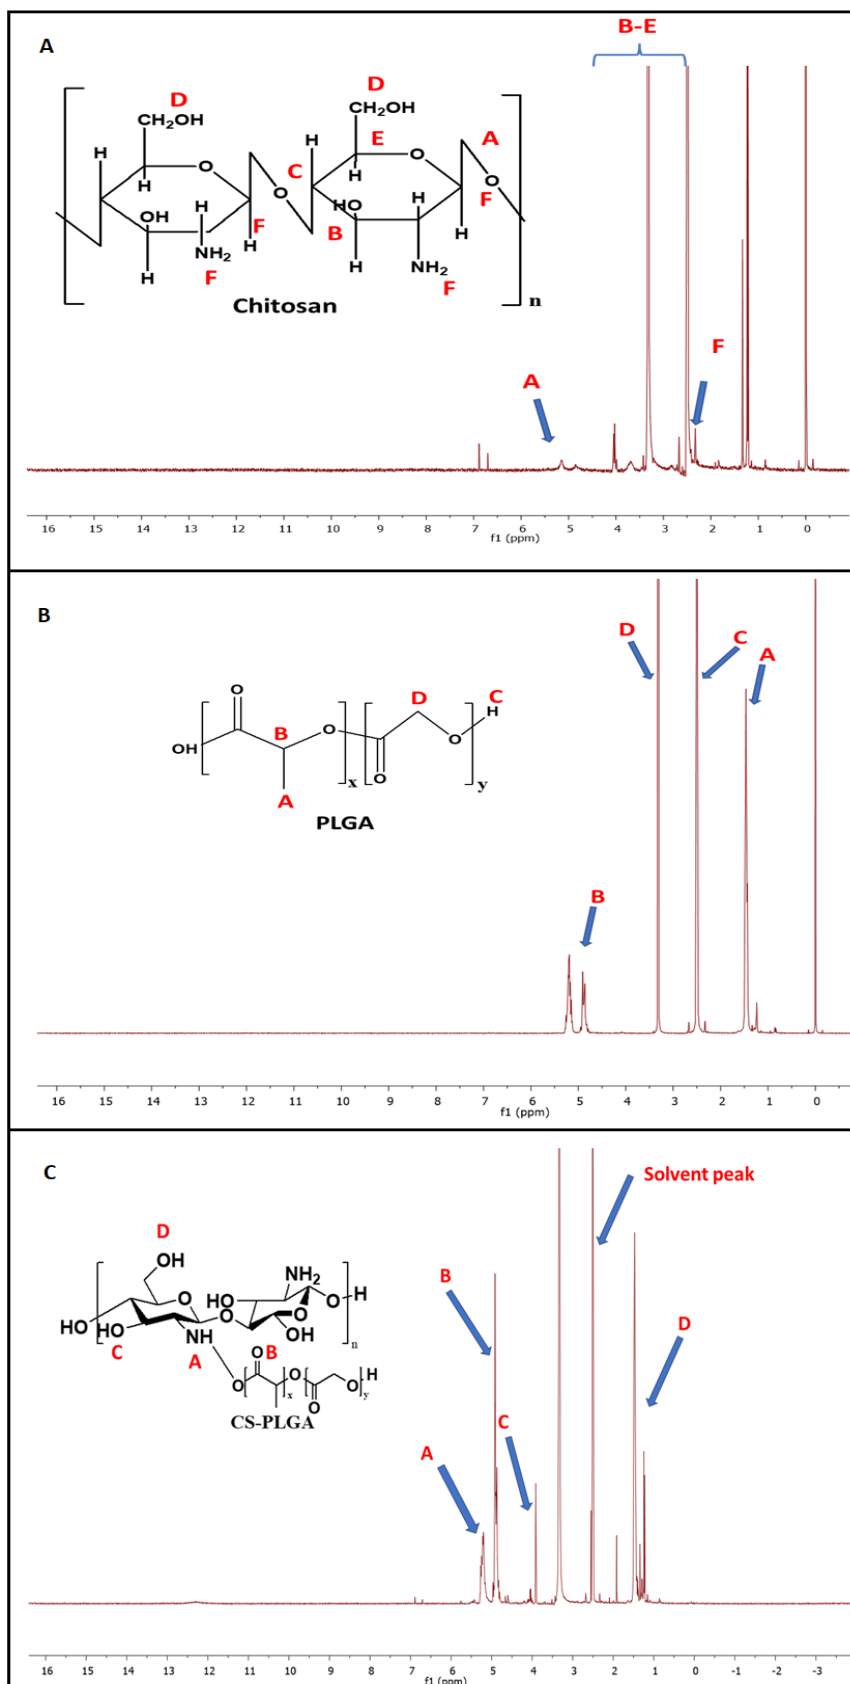 A
B-E
D
D
CH₂OH
CH₂OH
A
H
H
E
O
O
C
H
H
H
O
O
OH
H
HO
F
F
B
NH₂
H
H
H
H
NH₂
F
F
n
Chitosan
A
F
16 15 14 13 12 11 10 9 8 7 6 5 4 3 2 1 0
f1 (ppm)
B
D
C
A
O
D
C
B
O
H
OH
O
O
x
y
A
PLGA
B
16 15 14 13 12 11 10 9 8 7 6 5 4 3 2 1 0
f1 (ppm)
C
Solvent peak
D
OH
NH₂
B
O
HO
O
H
HO
HO
O
O
OH
n
D
C
NH
A
B
O
O
O
H
O
x
O
y
CS-PLGA
C
A
16 15 14 13 12 11 10 9 8 7 6 5 4 3 2 1 0 -1 -2 -3
f1 (ppm)